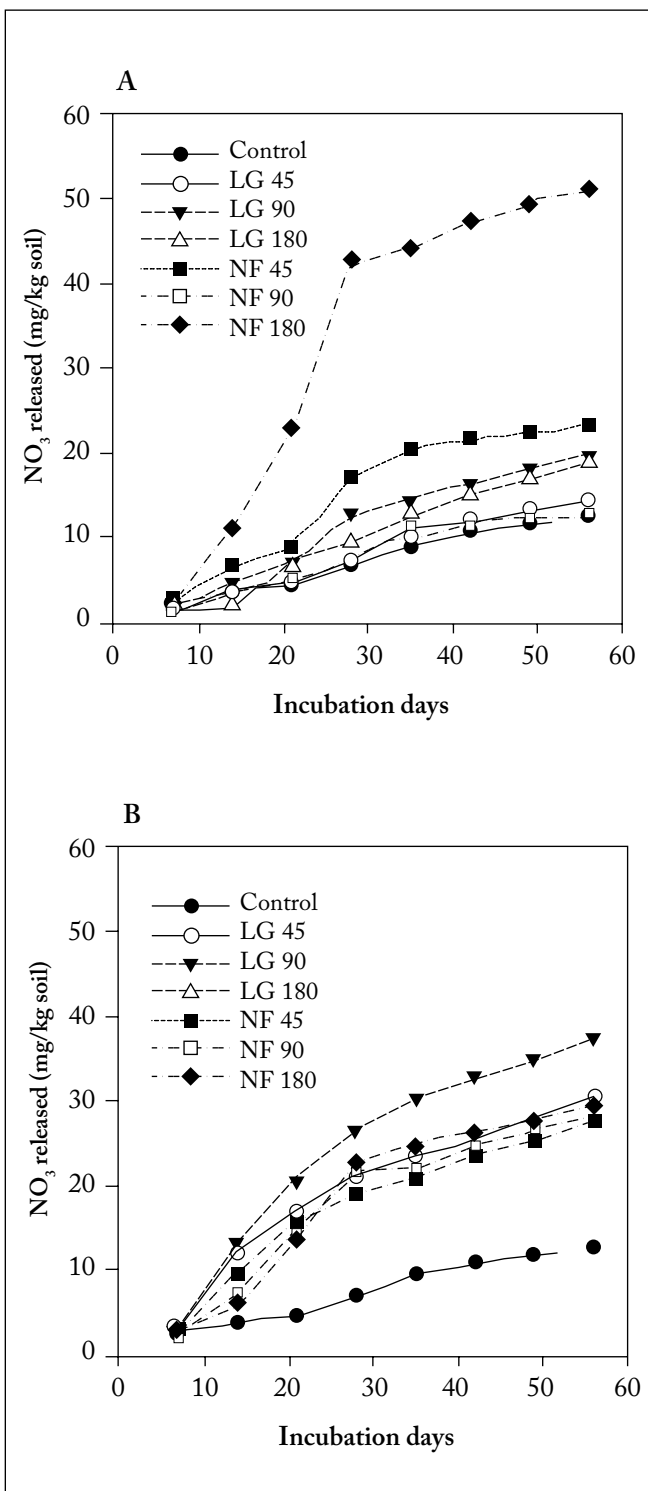 A
60
50
40
30
20
10
0
NO₃ released (mg/kg soil)
Control
LG 45
LG 90
LG 180
NF 45
NF 90
NF 180
0 10 20 30 40 50 60
Incubation days
B
60
50
40
30
20
10
0
NO₃ released (mg/kg soil)
Control
LG 45
LG 90
LG 180
NF 45
NF 90
NF 180
0 10 20 30 40 50 60
Incubation days